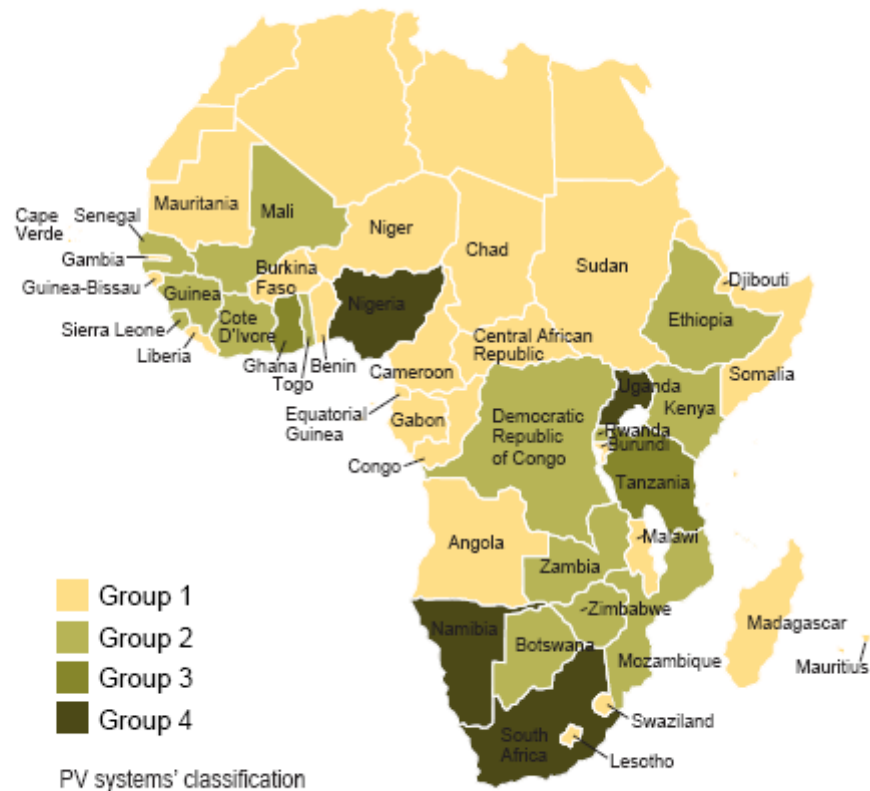 Mauritania
Mali
Niger
Chad
Sudan
Cape
Verde
Senegal
Gambia
Guinea-Bissau
Guinea
Sierra Leone
Liberia
Cote
D'Ivore
Burkina
Faso
Ghana
Togo
Benin
Nigeria
Cameroon
Central African
Republic
Djibouti
Ethiopia
Somalia
Equatorial
Guinea
Gabon
Congo
Democratic
Republic
of Congo
Uganda
Kenya
Rwanda
Burundi
Tanzania
Angola
Malawi
Zambia
Zimbabwe
Namibia
Botswana
Mozambique
Madagascar
Mauritius
Swaziland
South
Africa
Lesotho
Group 1
Group 2
Group 3
Group 4
PV systems' classification